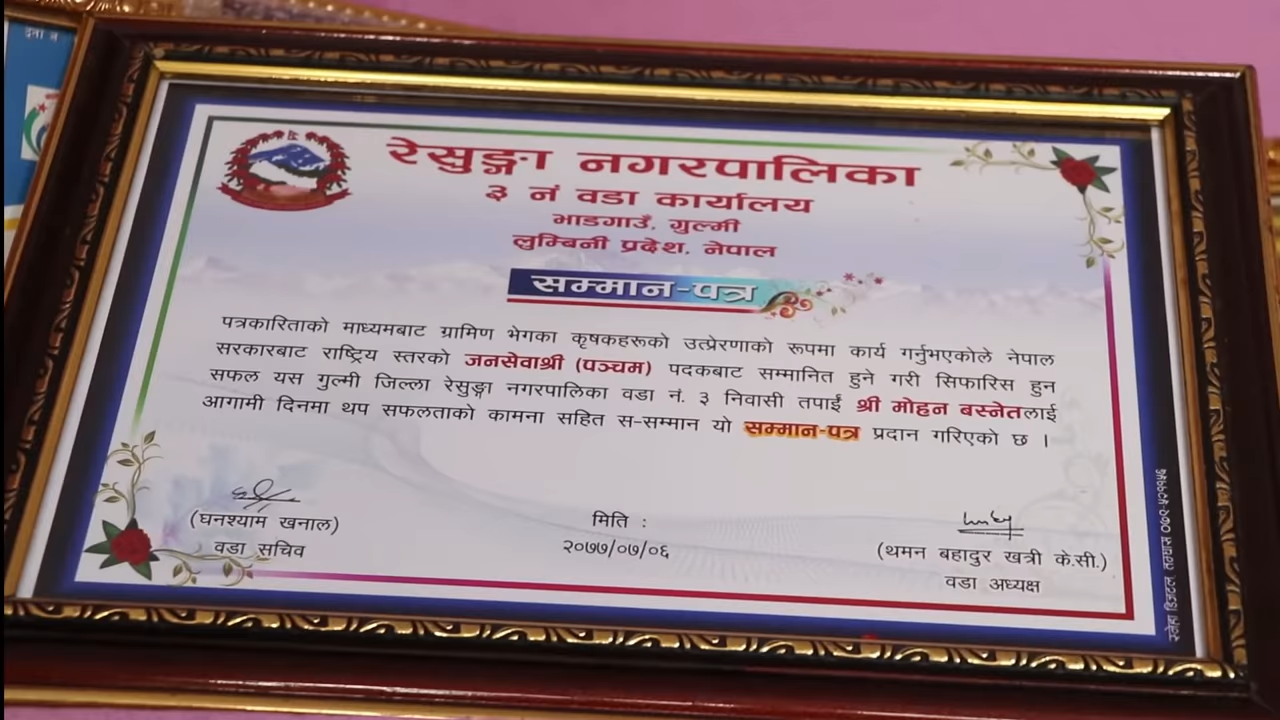 रेसुङ्गा नगरपालिका
३ नं वडा कार्यालय
भाडगाउँ, गुल्मी
लुम्बिनी प्रदेश, नेपाल
सम्मान-पत्र
पत्रकारिताको माध्यमबाट ग्रामिण भेगका कृषकहरूको उत्प्रेरणाको रूपमा कार्य गर्नुभएकोले नेपाल
सरकारबाट राष्ट्रिय स्तरको जनसेवाश्री (पञ्चम) पदकबाट सम्मानित हुने गरी सिफारिस हुन
सफल यस गुल्मी जिल्ला रेसुङ्गा नगरपालिका वडा नं. ३ निवासी तपाईं श्री मोहन बस्नेतलाई
आगामी दिनमा थप सफलताको कामना सहित स-सम्मान यो सम्मान-पत्र प्रदान गरिएको छ ।
(घनश्याम खनाल)
वडा सचिव
मिति :
२०७७/०७/०६
(थमन बहादुर खत्री के.सी.)
वडा अध्यक्ष